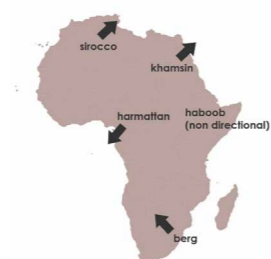 sirocco
khamsin
harmattan
haboob
(non directional)
berg